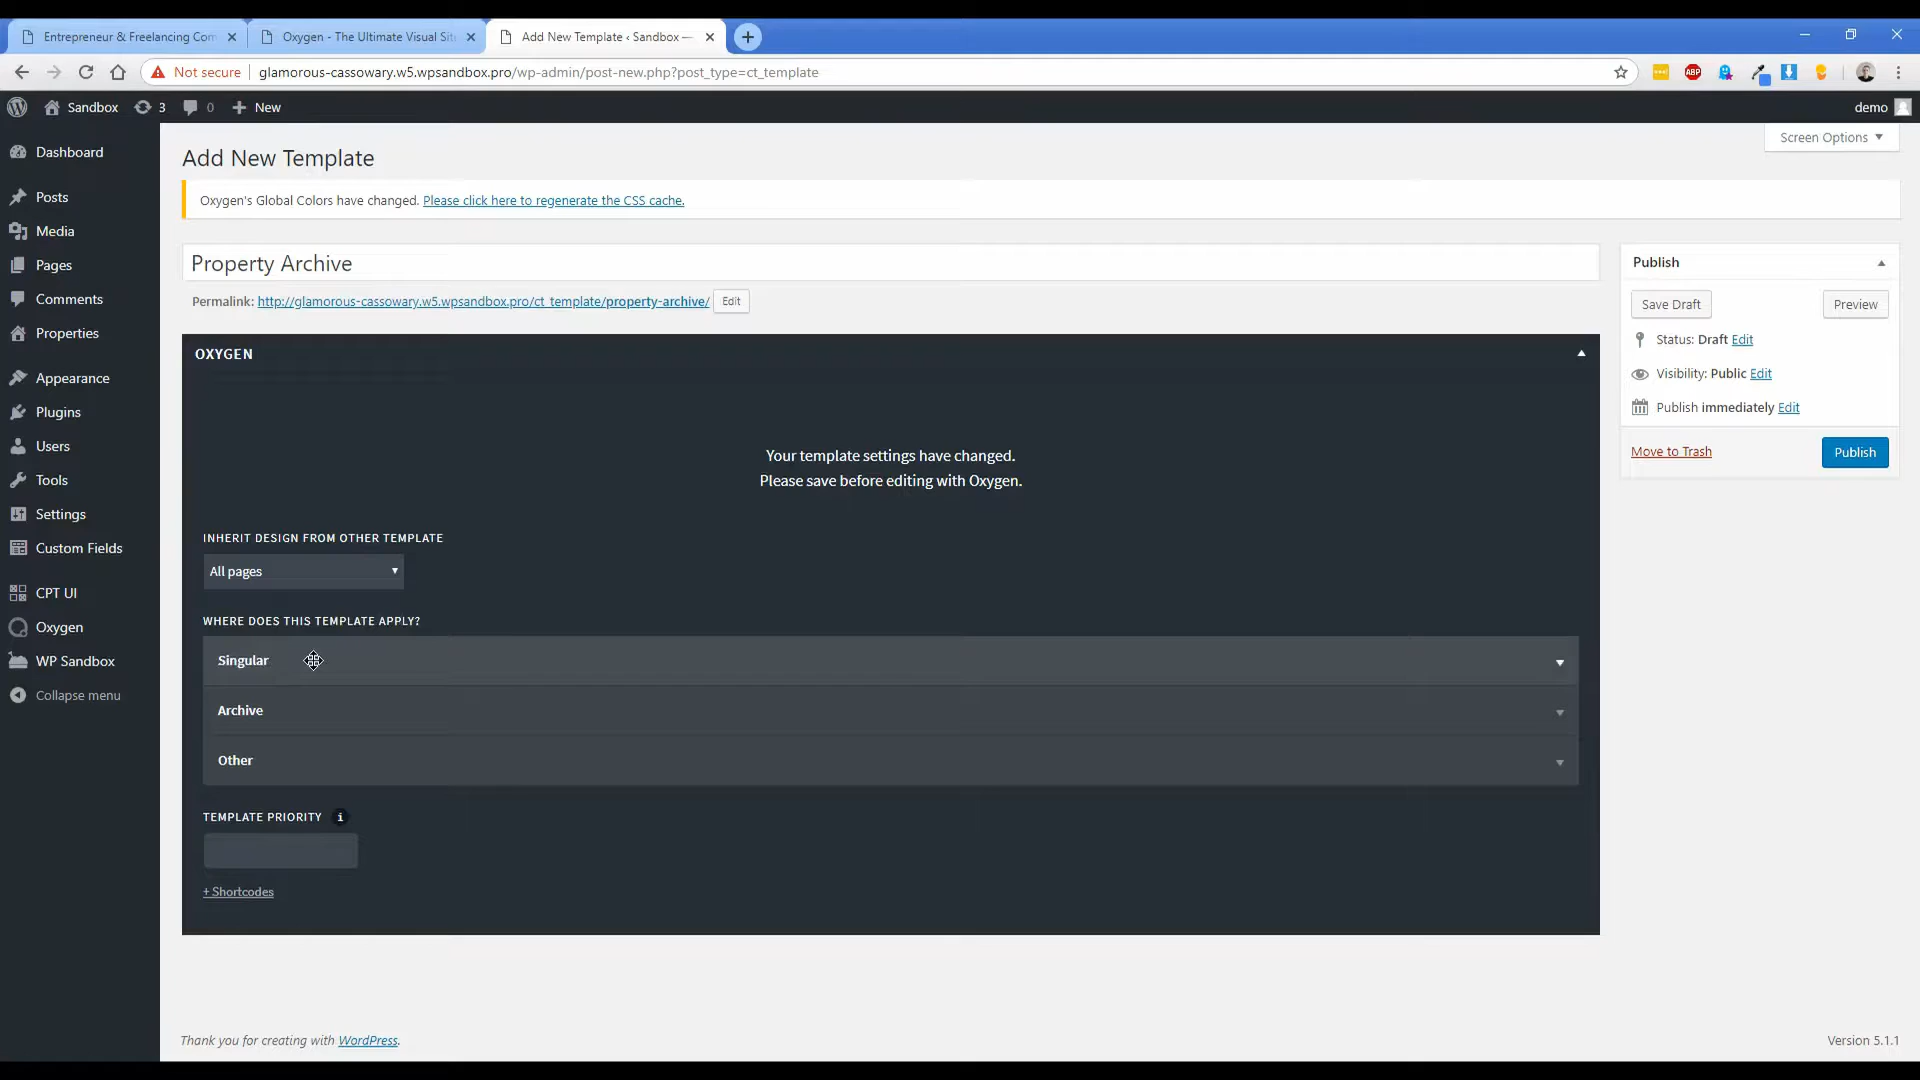 Entrepreneur & Freelancing Com
Oxygen - The Ultimate Visual Sit
Add New Template ‹ Sandbox —
Not secure
glamorous-cassowary.w5.wpsandbox.pro/wp-admin/post-new.php?post_type=ct_template
ABP
Sandbox 3 0 New
demo
Screen Options
Dashboard
Posts
Media
Pages
Comments
Properties
Appearance
Plugins
Users
Tools
Settings
Custom Fields
CPT UI
Oxygen
WP Sandbox
Collapse menu
Add New Template
Oxygen's Global Colors have changed. Please click here to regenerate the CSS cache.
Property Archive
Permalink: http://glamorous-cassowary.w5.wpsandbox.pro/ct_template/property-archive/ Edit
OXYGEN
Your template settings have changed.
Please save before editing with Oxygen.
INHERIT DESIGN FROM OTHER TEMPLATE
All pages
WHERE DOES THIS TEMPLATE APPLY?
Singular
Archive
Other
TEMPLATE PRIORITY i
+ Shortcodes
Publish
Save Draft
Preview
Status: Draft Edit
Visibility: Public Edit
Publish immediately Edit
Move to Trash
Publish
Thank you for creating with WordPress.
Version 5.1.1